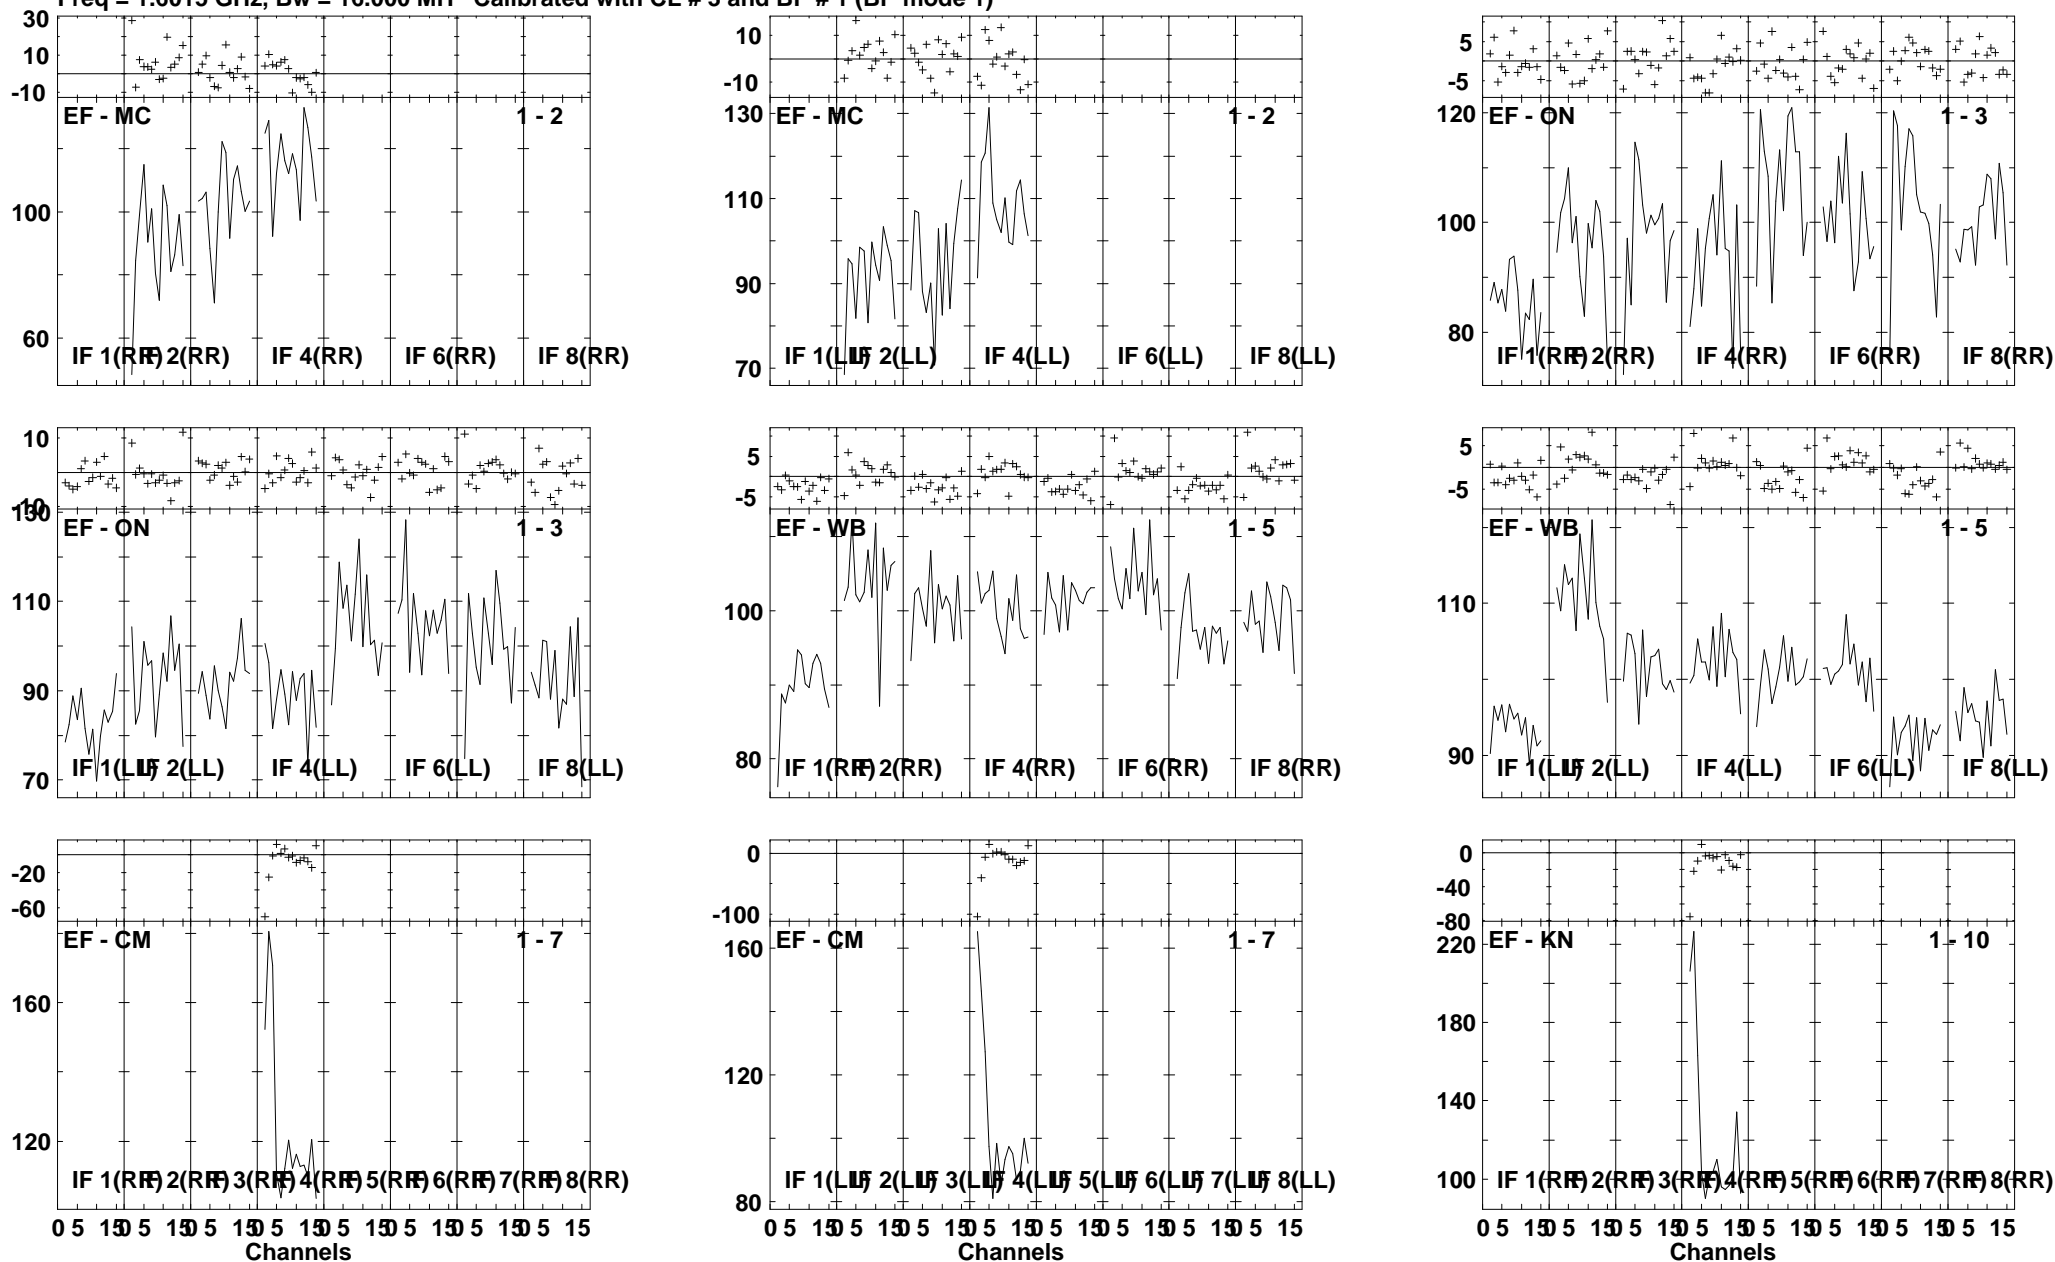 Freq = 1.6015 GHz, Bw = 16.000 MH Calibrated with CL # 3 and BP # 1 (BP mode 1)
30
10
-10
EF - MC 1 - 2
100
60
IF 1(RR) IF 2(RR) IF 4(RR) IF 6(RR) IF 8(RR)
10
-10
EF - MC 1 - 2
130
110
90
70
IF 1(LL) IF 2(LL) IF 4(LL) IF 6(LL) IF 8(LL)
5
-5
EF - ON 1 - 3
120
100
80
IF 1(RR) IF 2(RR) IF 4(RR) IF 6(RR) IF 8(RR)
10
-10
EF - ON 1 - 3
130
110
90
70
IF 1(LL) IF 2(LL) IF 4(LL) IF 6(LL) IF 8(LL)
5
-5
EF - WB 1 - 5
100
80
IF 1(RR) IF 2(RR) IF 4(RR) IF 6(RR) IF 8(RR)
5
-5
EF - WB 1 - 5
110
90
IF 1(LL) IF 2(LL) IF 4(LL) IF 6(LL) IF 8(LL)
-20
-60
EF - CM 1 - 7
160
120
IF 1(RR) IF 2(RR) IF 3(RR) IF 4(RR) IF 5(RR) IF 6(RR) IF 7(RR) IF 8(RR)
0 5 15 0 5 15 0 5 15 0 5 15 0 5 15 0 5 15 0 5 15 0 5 15
Channels
0
-100
EF - CM 1 - 7
160
120
80
IF 1(LL) IF 2(LL) IF 3(LL) IF 4(LL) IF 5(LL) IF 6(LL) IF 7(LL) IF 8(LL)
0 5 15 0 5 15 0 5 15 0 5 15 0 5 15 0 5 15 0 5 15 0 5 15
Channels
0
-40
-80
EF - KN 1 - 10
220
180
140
100
IF 1(RR) IF 2(RR) IF 3(RR) IF 4(RR) IF 5(RR) IF 6(RR) IF 7(RR) IF 8(RR)
0 5 15 0 5 15 0 5 15 0 5 15 0 5 15 0 5 15 0 5 15 0 5 15
Channels